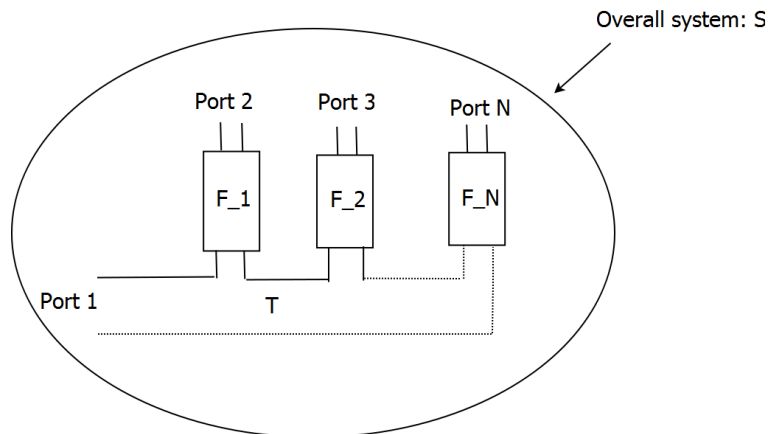 Overall system: S
Port 2
Port 3
Port N
F_1
F_2
F_N
Port 1
T